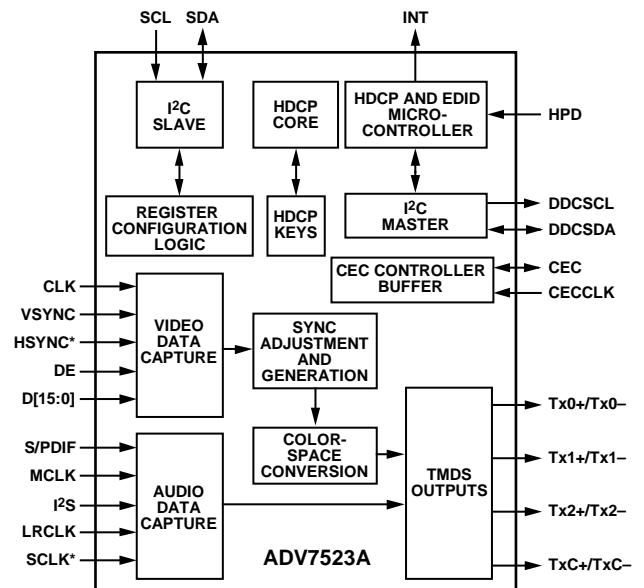 SCL SDA INT
I²C
SLAVE
HDCP
CORE
HDCP AND EDID
MICRO-
CONTROLLER
HPD
REGISTER
CONFIGURATION
LOGIC
HDCP
KEYS
I²C
MASTER
DDCSCL
DDCSDA
CEC CONTROLLER
BUFFER
CEC
CECCLK
CLK
VSYNC
HSYNC*
DE
D[15:0]
VIDEO
DATA
CAPTURE
SYNC
ADJUSTMENT
AND
GENERATION
COLOR-
SPACE
CONVERSION
TMDS
OUTPUTS
Tx0+/Tx0–
Tx1+/Tx1–
Tx2+/Tx2–
TxC+/TxC–
S/PDIF
MCLK
I²S
LRCLK
SCLK*
AUDIO
DATA
CAPTURE
ADV7523A